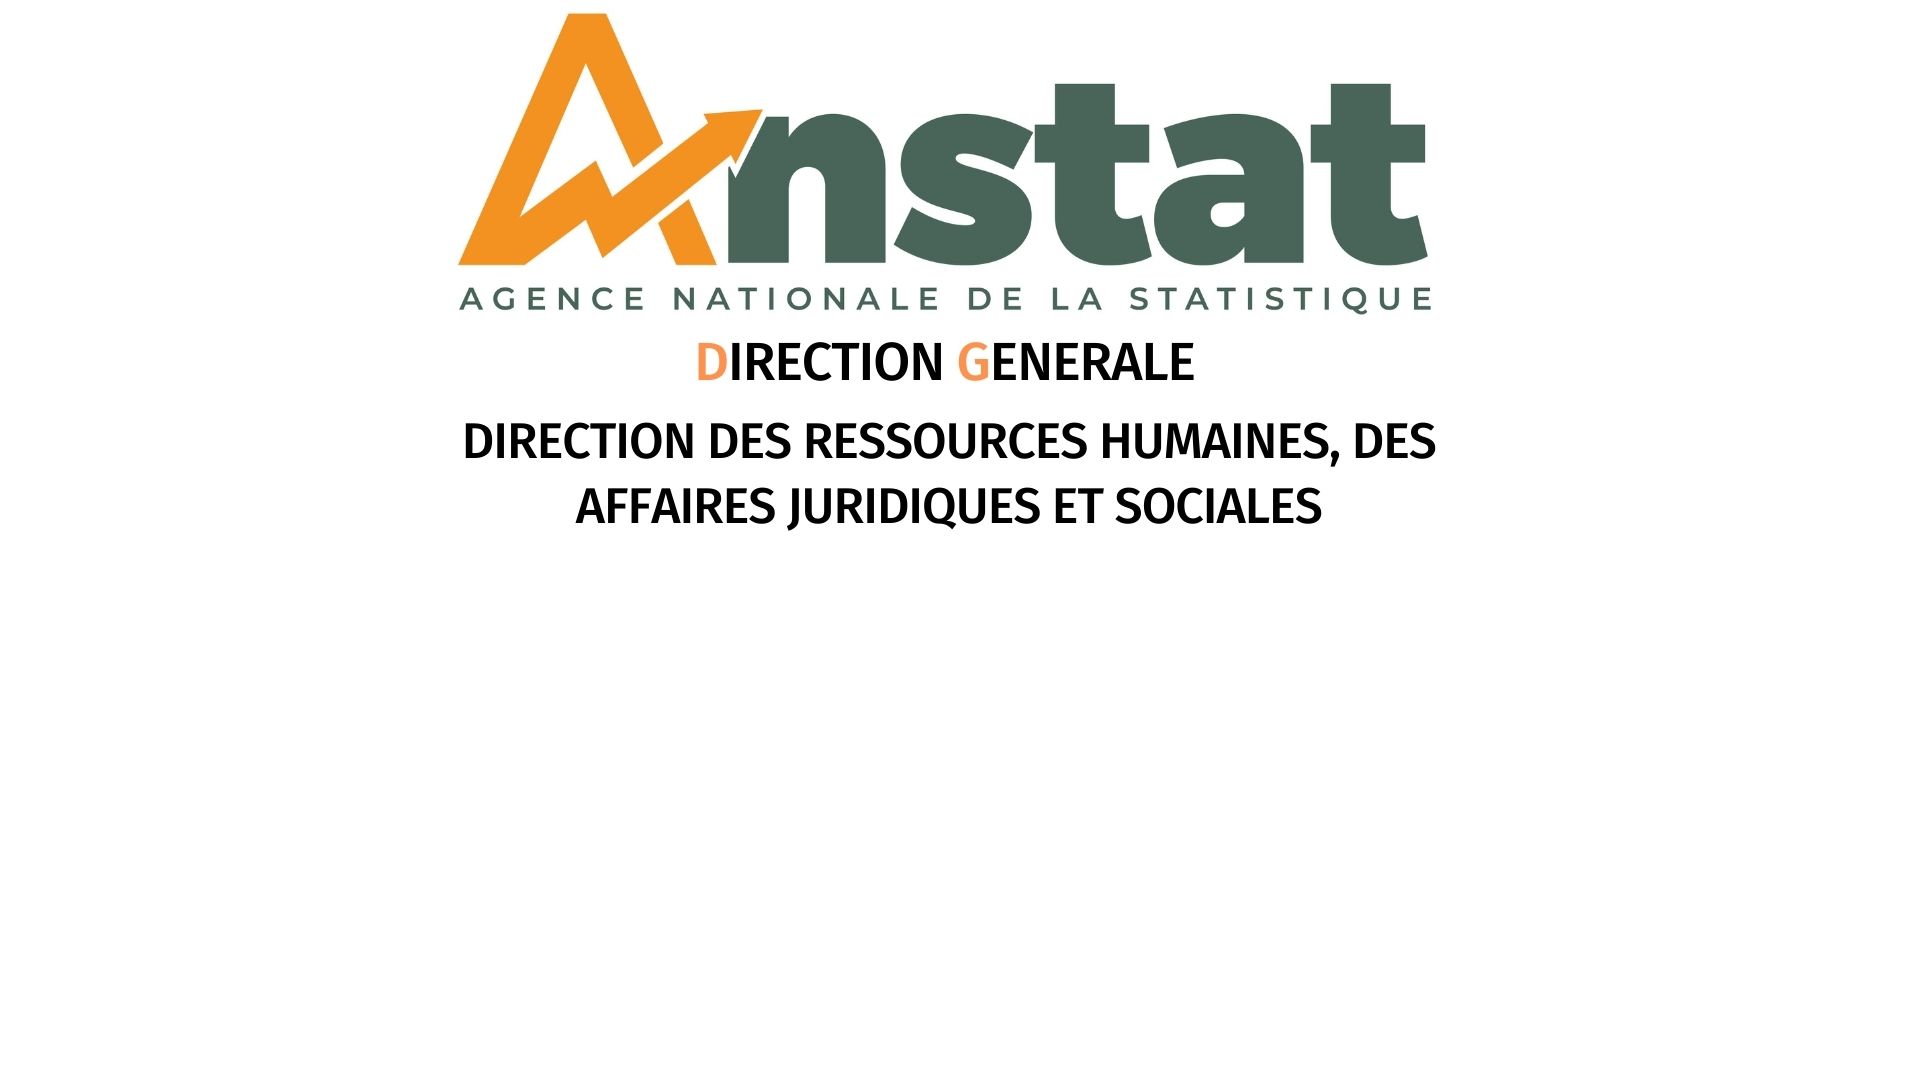 Anstat
AGENCE NATIONALE DE LA STATISTIQUE
DIRECTION GENERALE
DIRECTION DES RESSOURCES HUMAINES, DES
AFFAIRES JURIDIQUES ET SOCIALES